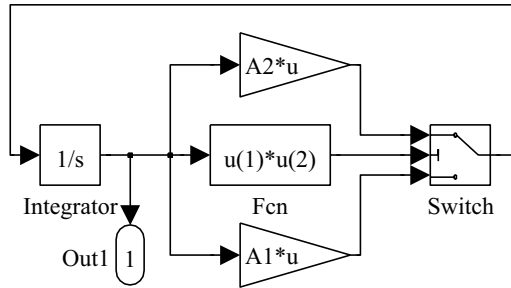 A2*u
1/s
u(1)*u(2)
Integrator
Fcn
Switch
Out1
1
A1*u